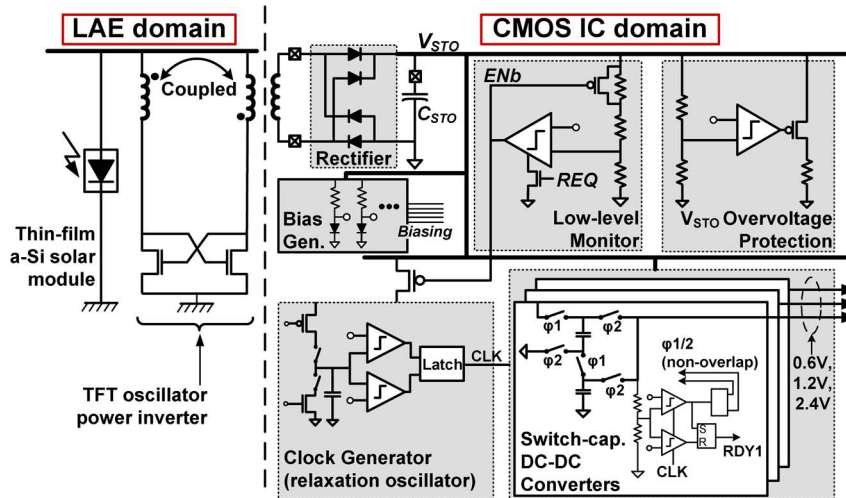 LAE domain
CMOS IC domain
V_STO
Coupled
ENb
C_STO
Rectifier
REQ
Bias
Gen.
Biasing
Low-level
Monitor
V_STO Overvoltage
Protection
Thin-film
a-Si solar
module
TFT oscillator
power inverter
Latch
CLK
Clock Generator
(relaxation oscillator)
φ1
φ2
φ2
φ1
φ2
φ1/2
(non-overlap)
S
R
RDY1
CLK
Switch-cap.
DC-DC
Converters
0.6V,
1.2V,
2.4V